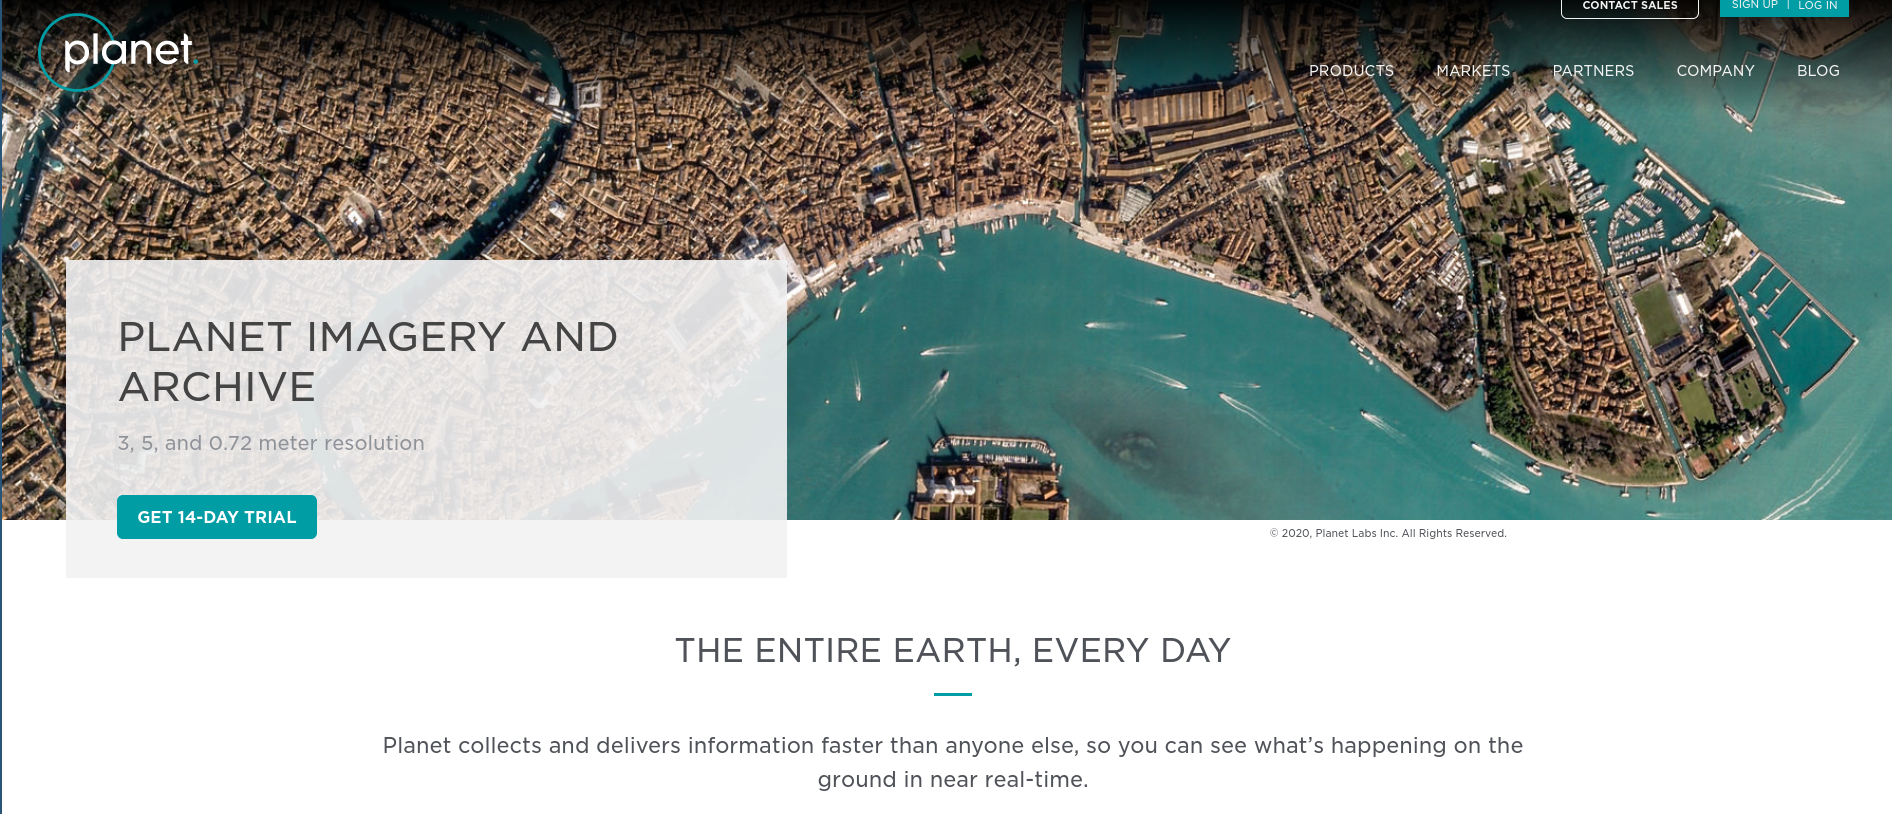 CONTACT SALES
SIGN UP | LOG IN
planet.
PRODUCTS MARKETS PARTNERS COMPANY BLOG
PLANET IMAGERY AND
ARCHIVE
3, 5, and 0.72 meter resolution
GET 14-DAY TRIAL
© 2020, Planet Labs Inc. All Rights Reserved.
THE ENTIRE EARTH, EVERY DAY
Planet collects and delivers information faster than anyone else, so you can see what’s happening on the
ground in near real-time.